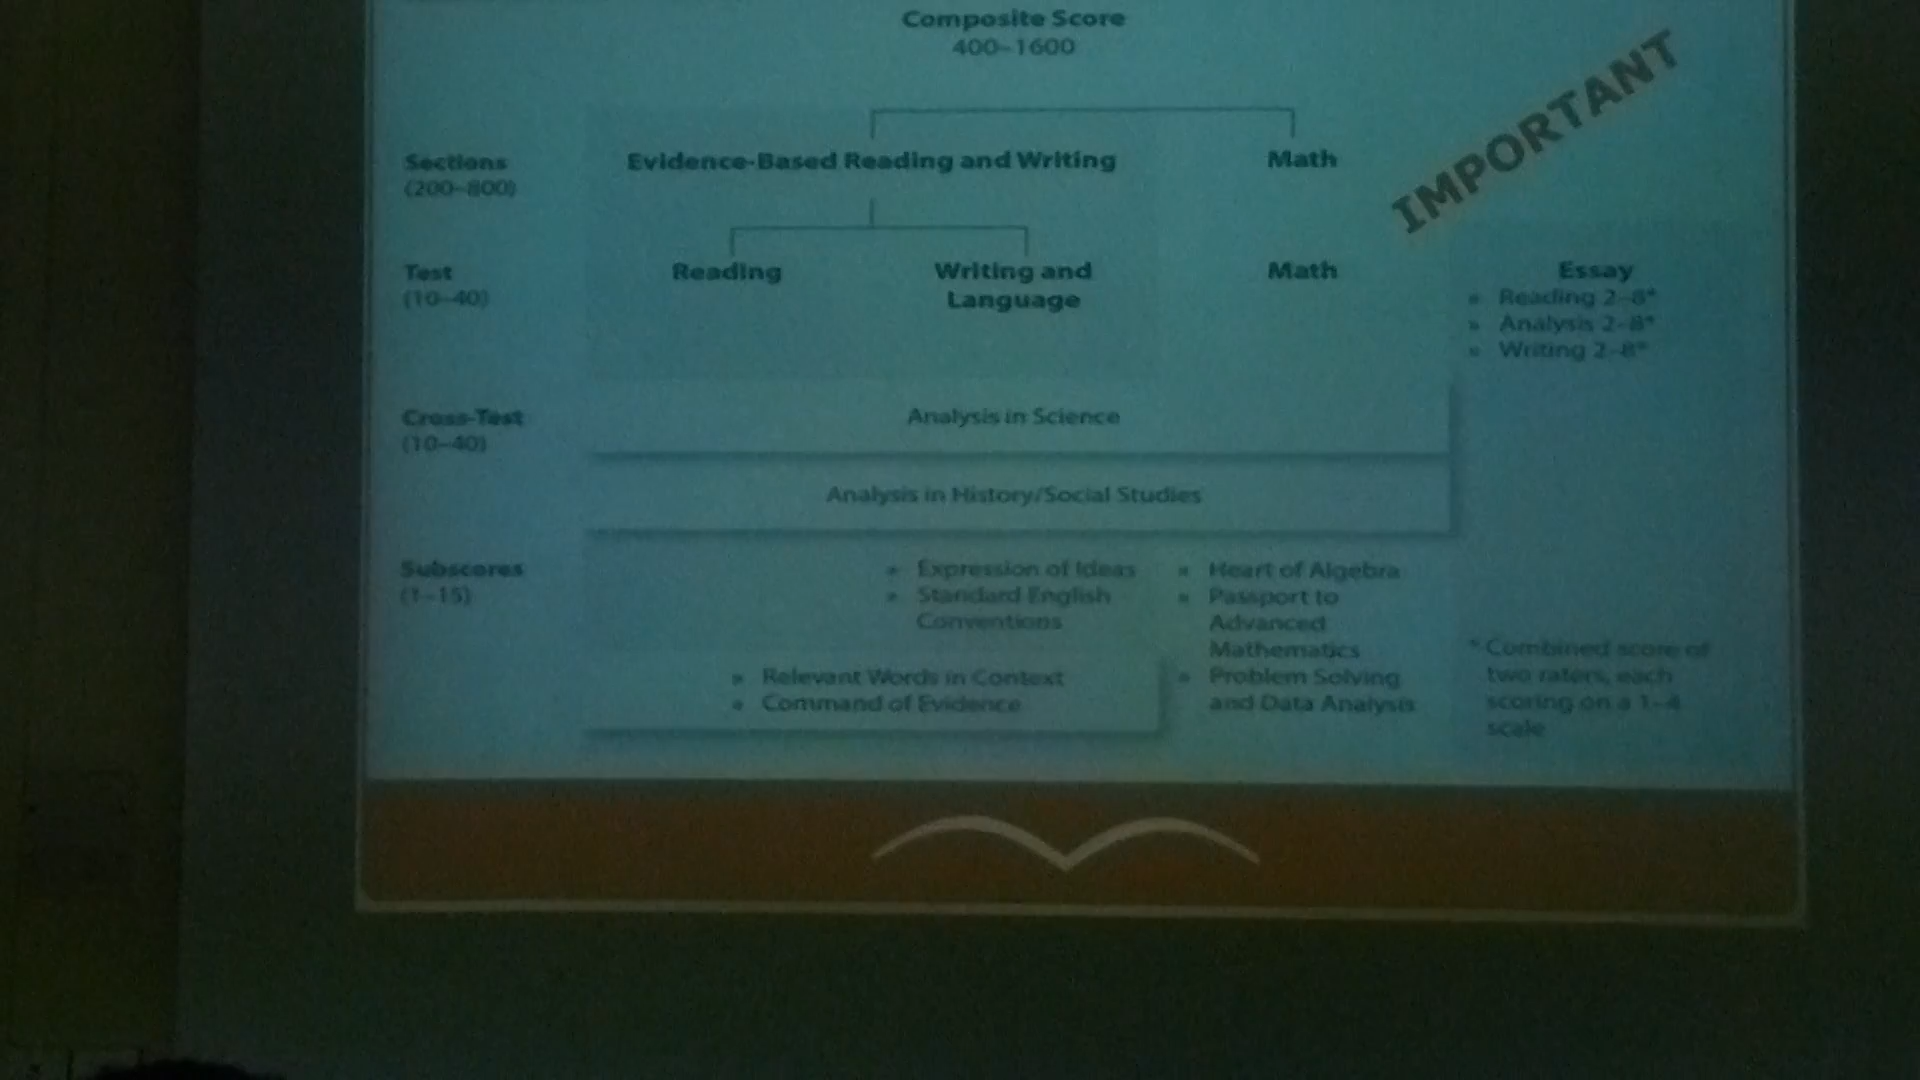 Composite Score
400–1600
IMPORTANT
Sections
(200–800)
Evidence-Based Reading and Writing
Math
Test
(10–40)
Reading
Writing and
Language
Math
Essay
» Reading 2–8*
» Analysis 2–8*
» Writing 2–8*
Cross-Test
(10–40)
Analysis in Science
Analysis in History/Social Studies
Subscores
(1–15)
» Expression of Ideas
» Standard English
Conventions
» Relevant Words in Context
» Command of Evidence
» Heart of Algebra
» Passport to
Advanced
Mathematics
» Problem Solving
and Data Analysis
* Combined score of
two raters, each
scoring on a 1–4
scale